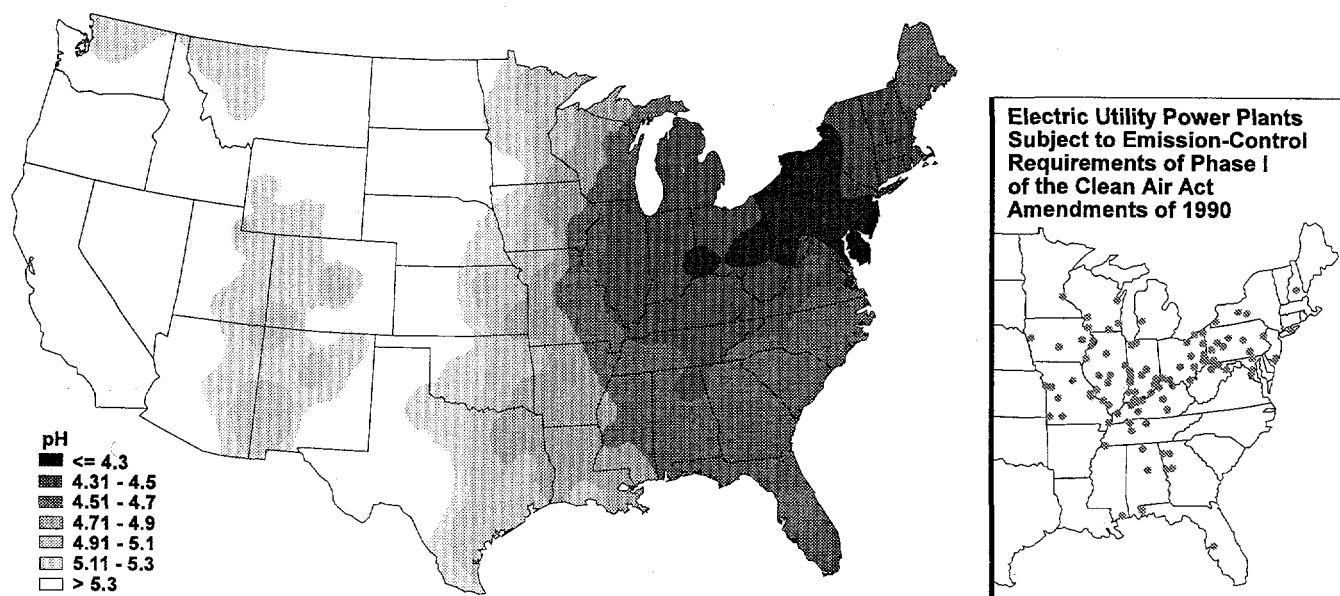 Electric Utility Power Plants
Subject to Emission-Control
Requirements of Phase I
of the Clean Air Act
Amendments of 1990
pH
<= 4.3
4.31 - 4.5
4.51 - 4.7
4.71 - 4.9
4.91 - 5.1
5.11 - 5.3
> 5.3